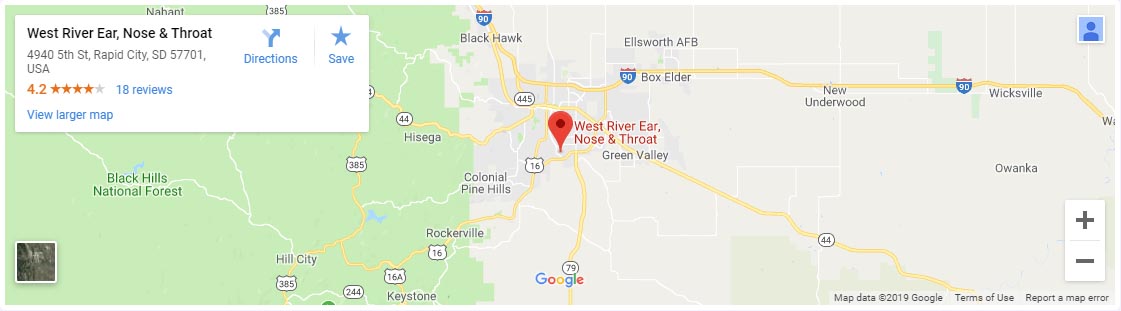 Nahant
West River Ear, Nose & Throat
4940 5th St, Rapid City, SD 57701,
USA
4.2
18 reviews
View larger map
Directions
Save
90
Black Hawk
Ellsworth AFB
90
Box Elder
90
New
Underwood
Wicksville
445
44
385
Hisega
West River Ear,
Nose & Throat
Green Valley
16
385
Owanka
Black Hills
National Forest
Colonial
Pine Hills
Rockerville
44
16
Hill City
385
16A
79
244
Keystone
385
Google
Map data ©2019 Google
Terms of Use
Report a map error